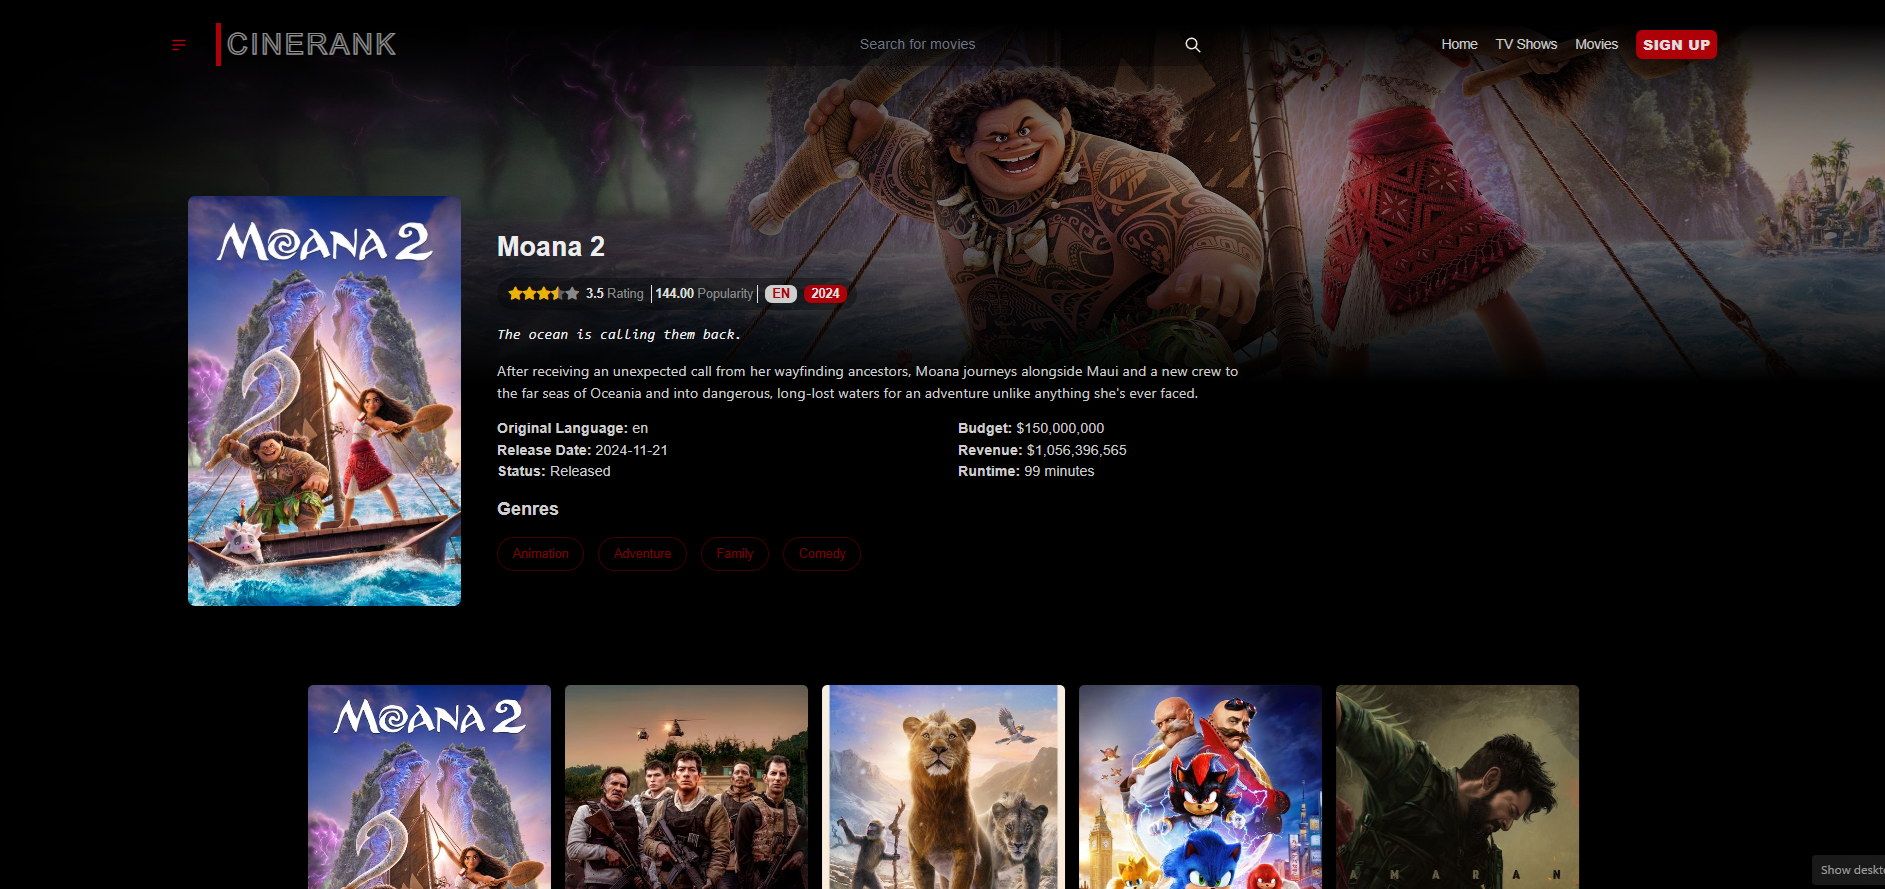 CINERANK
Search for movies
Home TV Shows Movies SIGN UP
MOANA 2
Moana 2
3.5 Rating 144.00 Popularity EN 2024
The ocean is calling them back.
After receiving an unexpected call from her wayfinding ancestors, Moana journeys alongside Maui and a new crew to
the far seas of Oceania and into dangerous, long-lost waters for an adventure unlike anything she's ever faced.
Original Language: en
Release Date: 2024-11-21
Status: Released
Budget: $150,000,000
Revenue: $1,056,396,565
Runtime: 99 minutes
Genres
Animation Adventure Family Comedy
MOANA 2
AMARAN
Show